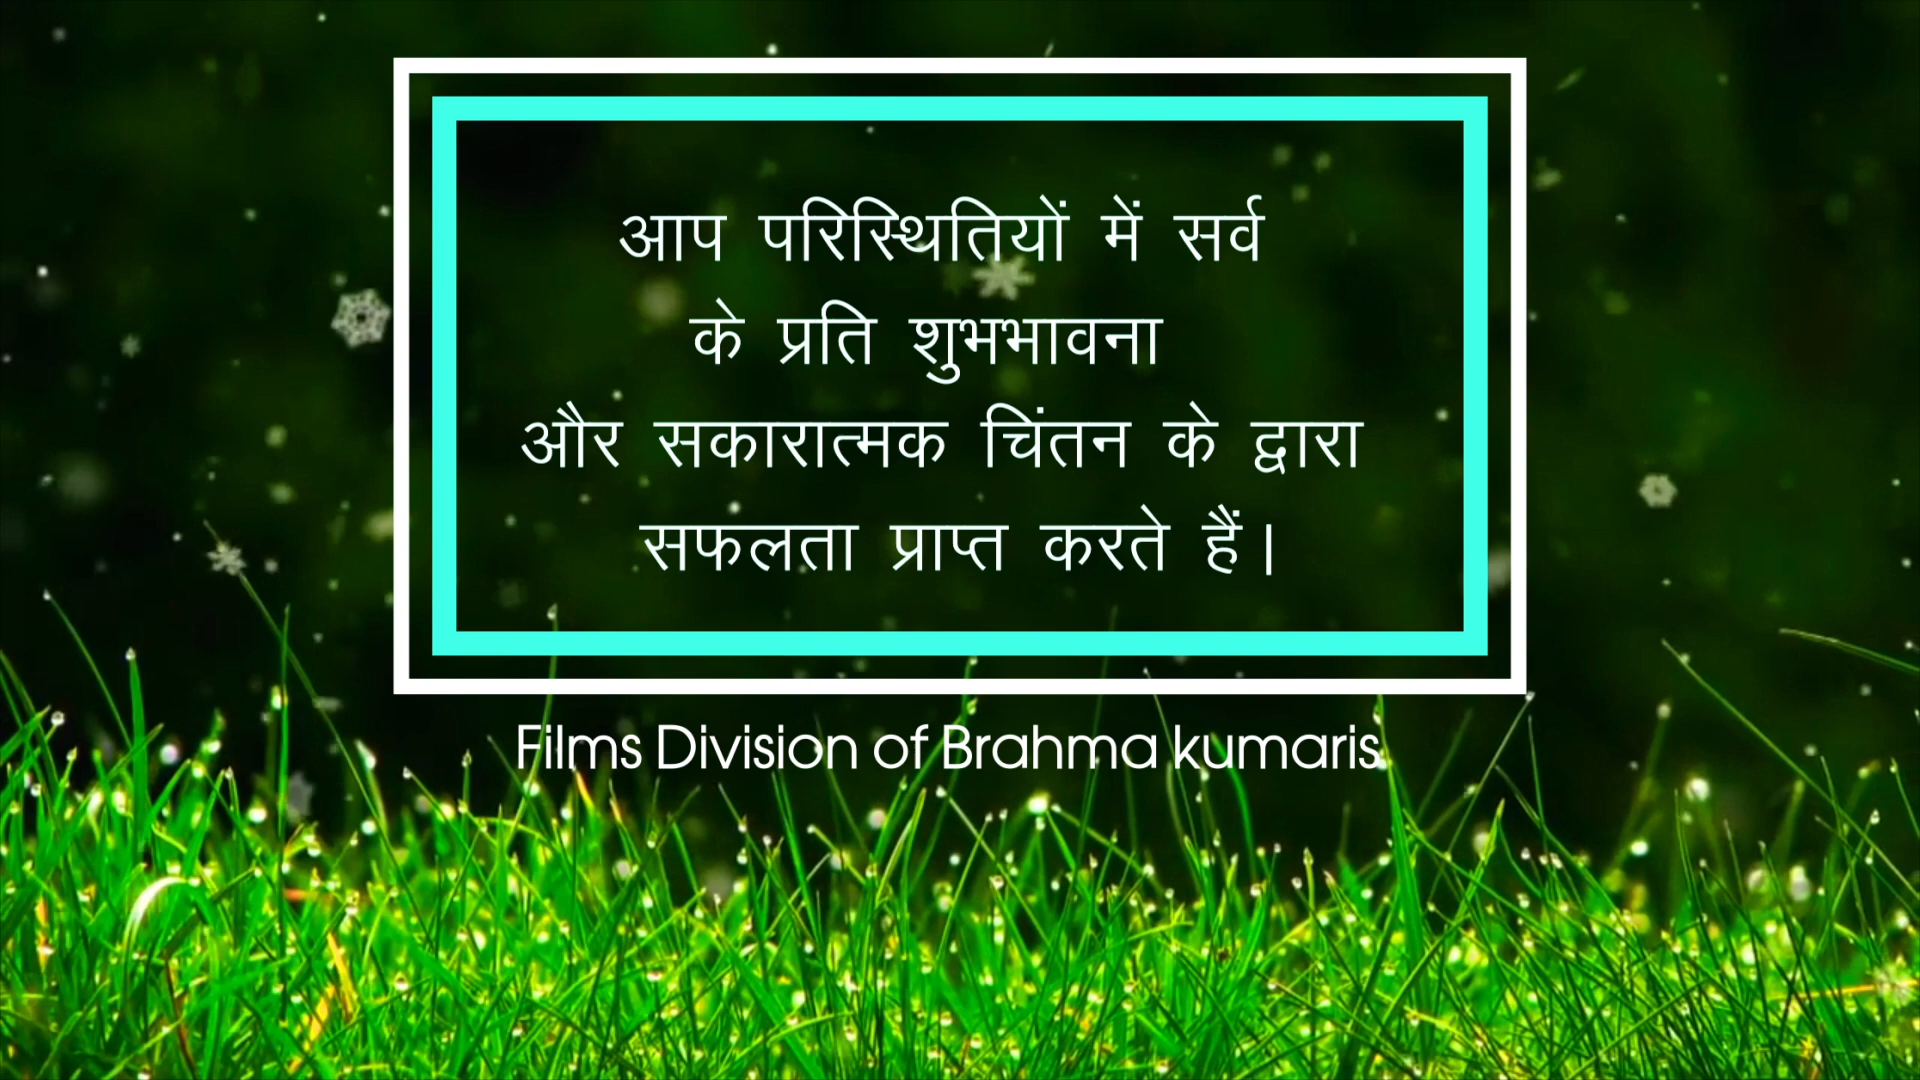 आप परिस्थितियों में सर्व
के प्रति शुभभावना
और सकारात्मक चिंतन के द्वारा
सफलता प्राप्त करते हैं।
Films Division of Brahma kumaris